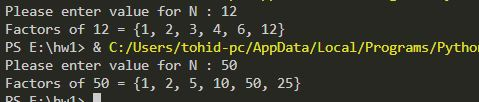 Please enter value for N : 12
Factors of 12 = {1, 2, 3, 4, 6, 12}
PS E:\hw1> & C:/Users/tohid-pc/AppData/Local/Programs/Pytho
Please enter value for N : 50
Factors of 50 = {1, 2, 5, 10, 50, 25}
PS E:\hw1>